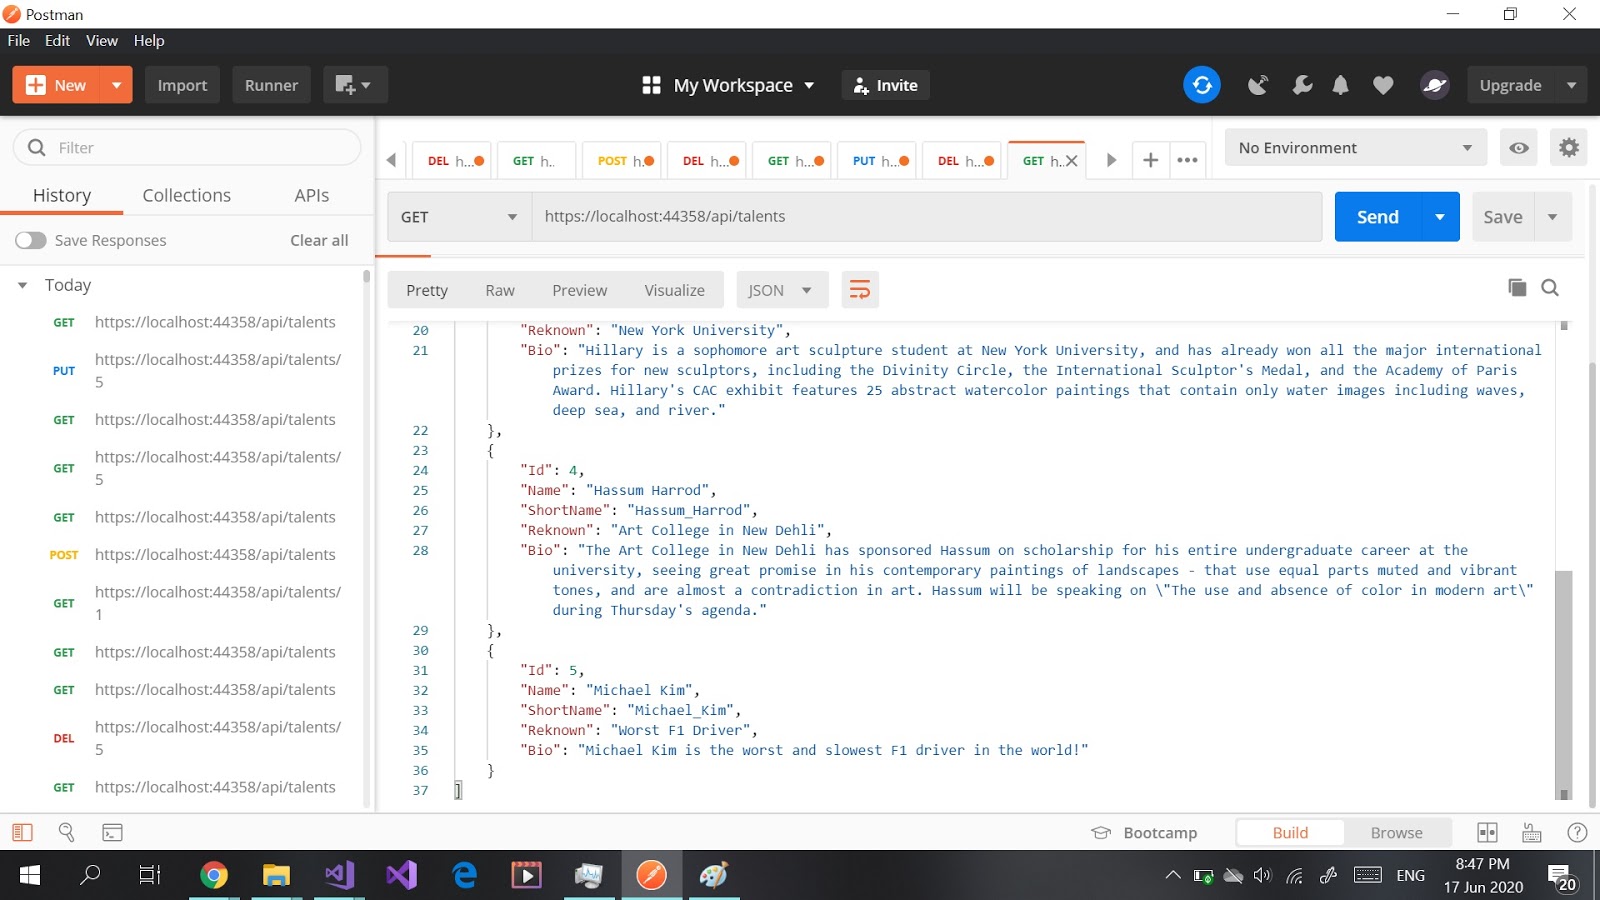 Postman
File Edit View Help
New Import Runner My Workspace Invite Upgrade
Filter
History Collections APIs
Save Responses Clear all
Today
GET https://localhost:44358/api/talents
PUT https://localhost:44358/api/talents/
5
GET https://localhost:44358/api/talents
GET https://localhost:44358/api/talents/
5
GET https://localhost:44358/api/talents
POST https://localhost:44358/api/talents
GET https://localhost:44358/api/talents/
1
GET https://localhost:44358/api/talents
GET https://localhost:44358/api/talents
DEL https://localhost:44358/api/talents/
5
GET https://localhost:44358/api/talents
DEL h... GET h.. POST h. DEL h... GET h... PUT h... DEL h... GET h.. No Environment
GET https://localhost:44358/api/talents Send Save
Pretty Raw Preview Visualize JSON
20 "Reknown": "New York University",
21 "Bio": "Hillary is a sophomore art sculpture student at New York University, and has already won all the major international
prizes for new sculptors, including the Divinity Circle, the International Sculptor's Medal, and the Academy of Paris
Award. Hillary's CAC exhibit features 25 abstract watercolor paintings that contain only water images including waves,
deep sea, and river."
22 },
23 {
24 "Id": 4,
25 "Name": "Hassum Harrod",
26 "ShortName": "Hassum_Harrod",
27 "Reknown": "Art College in New Dehli",
28 "Bio": "The Art College in New Dehli has sponsored Hassum on scholarship for his entire undergraduate career at the
university, seeing great promise in his contemporary paintings of landscapes - that use equal parts muted and vibrant
tones, and are almost a contradiction in art. Hassum will be speaking on \"The use and absence of color in modern art\"
during Thursday's agenda."
29 },
30 {
31 "Id": 5,
32 "Name": "Michael Kim",
33 "ShortName": "Michael_Kim",
34 "Reknown": "Worst F1 Driver",
35 "Bio": "Michael Kim is the worst and slowest F1 driver in the world!"
36 }
37 ]
Bootcamp Build Browse
ENG 8:47 PM
17 Jun 2020
20